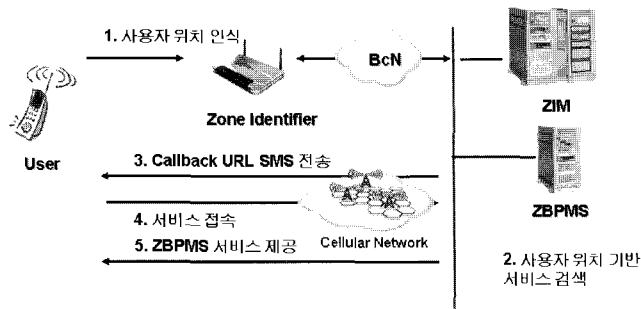 1. 사용자 위치 인식
BcN
ZIM
Zone Identifier
User
3. Callback URL SMS 전송
ZBPMS
4. 서비스 접속
Cellular Network
5. ZBPMS 서비스 제공
2. 사용자 위치 기반
서비스 검색